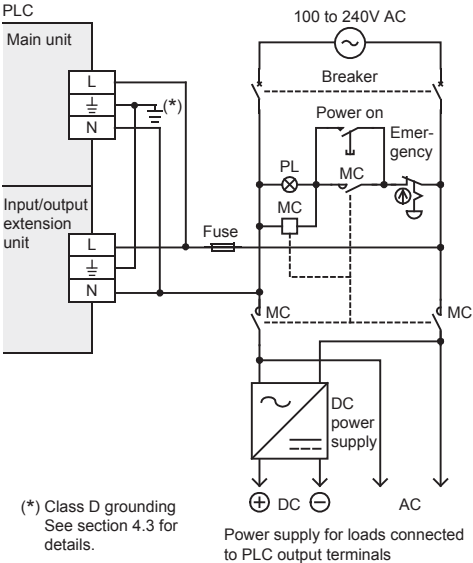 PLC
Main unit
L
(*)
N
Input/output
extension
unit
L
N
100 to 240V AC
Breaker
Power on
Emer-
gency
PL
MC
MC
Fuse
MC
MC
DC
power
supply
DC
AC
(*) Class D grounding
See section 4.3 for
details.
Power supply for loads connected
to PLC output terminals